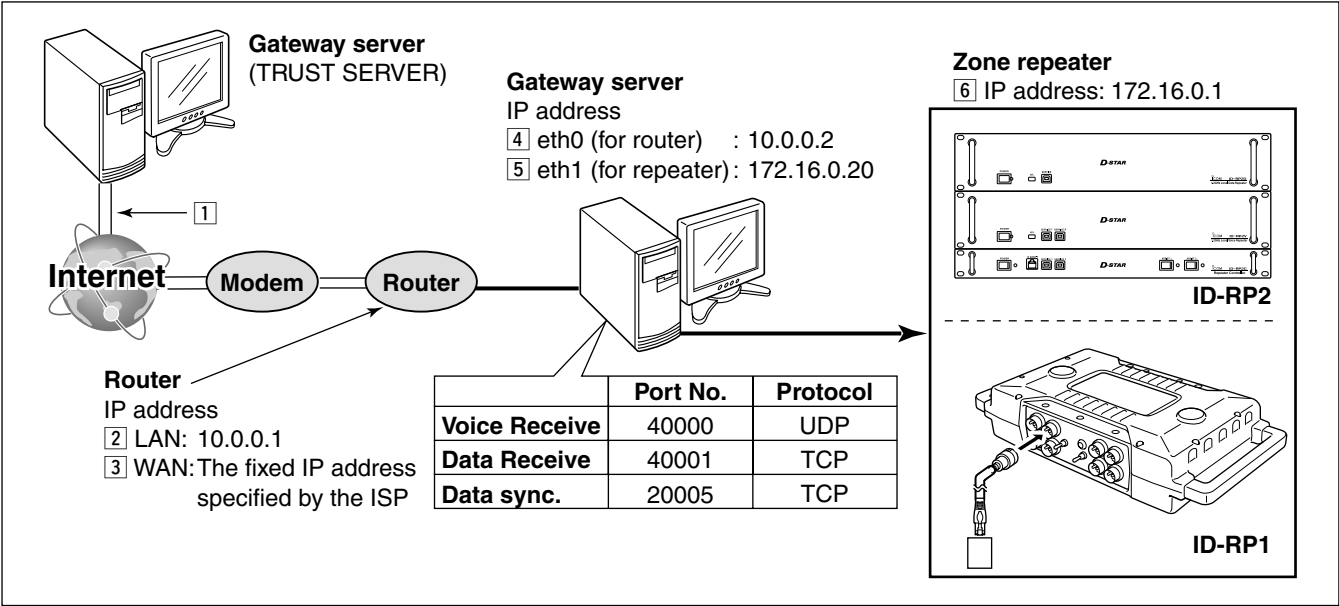 Gateway server
(TRUST SERVER)
Gateway server
IP address
4 eth0 (for router) : 10.0.0.2
5 eth1 (for repeater) : 172.16.0.20
Zone repeater
6 IP address: 172.16.0.1
D-STAR
D-STAR
D-STAR
ID-RP2
1
Internet
Modem
Router
Router
IP address
2 LAN: 10.0.0.1
3 WAN: The fixed IP address
specified by the ISP
Port No. Protocol
Voice Receive 40000 UDP
Data Receive 40001 TCP
Data sync. 20005 TCP
ID-RP1